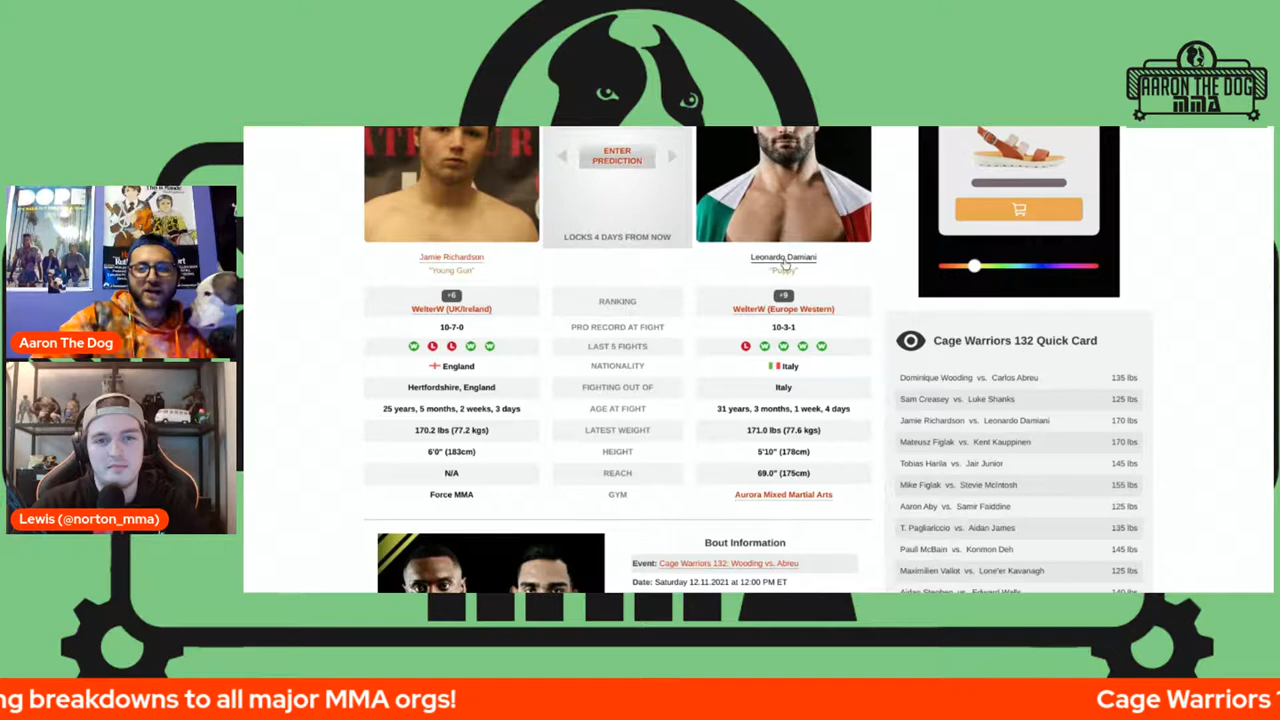 AARON THE DOG
MMA
DOPE
Aaron The Dog
Lewis (@norton_mma)
ENTER
PREDICTION
LOCKS 4 DAYS FROM NOW
Jamie Richardson
"Young Gun"
Leonardo Damiani
"Puppy"
+6 RANKING +9
WelterW (UK/Ireland) WelterW (Europe Western)
10-7-0 PRO RECORD AT FIGHT 10-3-1
W L L W W LAST 5 FIGHTS L W W W W
England NATIONALITY Italy
Hertfordshire, England FIGHTING OUT OF Italy
25 years, 5 months, 2 weeks, 3 days AGE AT FIGHT 31 years, 3 months, 1 week, 4 days
170.2 lbs (77.2 kgs) LATEST WEIGHT 171.0 lbs (77.6 kgs)
6'0" (183cm) HEIGHT 5'10" (178cm)
N/A REACH 69.0" (175cm)
Force MMA GYM Aurora Mixed Martial Arts
Bout Information
Event: Cage Warriors 132: Wooding vs. Abreu
Date: Saturday 12.11.2021 at 12:00 PM ET
Cage Warriors 132 Quick Card
Dominique Wooding vs. Carlos Abreu 135 lbs
Sam Creasey vs. Luke Shanks 125 lbs
Jamie Richardson vs. Leonardo Damiani 170 lbs
Mateusz Figlak vs. Kent Kauppinen 170 lbs
Tobias Harila vs. Jair Junior 145 lbs
Mike Figlak vs. Stevie McIntosh 155 lbs
Aaron Aby vs. Samir Faiddine 125 lbs
T. Pagliariccio vs. Aidan James 135 lbs
Paull McBain vs. Konmon Deh 145 lbs
Maximilien Vallot vs. Lone'er Kavanagh 125 lbs
Aidan Stephen vs. Edward Walls 140 lbs
ng breakdowns to all major MMA orgs!
Cage Warriors 1